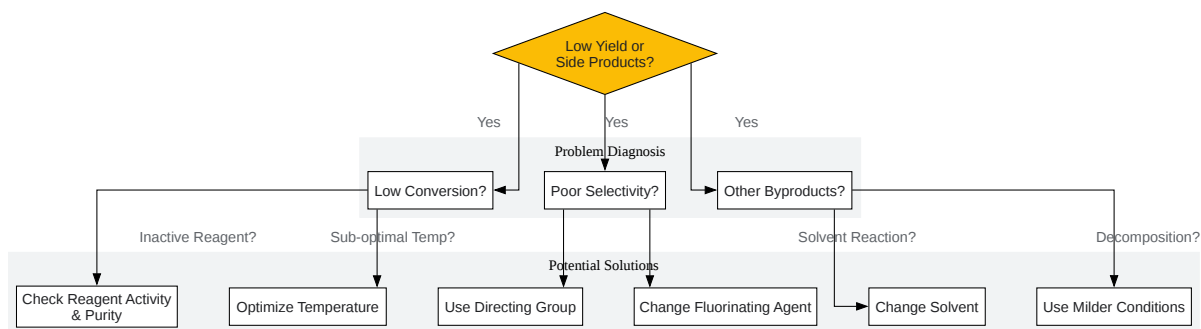 Low Yield or
Side Products?
Yes
Yes
Yes
Problem Diagnosis
Low Conversion?
Poor Selectivity?
Other Byproducts?
Inactive Reagent?
Sub-optimal Temp?
Solvent Reaction?
Decomposition?
Potential Solutions
Check Reagent Activity
& Purity
Optimize Temperature
Use Directing Group
Change Fluorinating Agent
Change Solvent
Use Milder Conditions